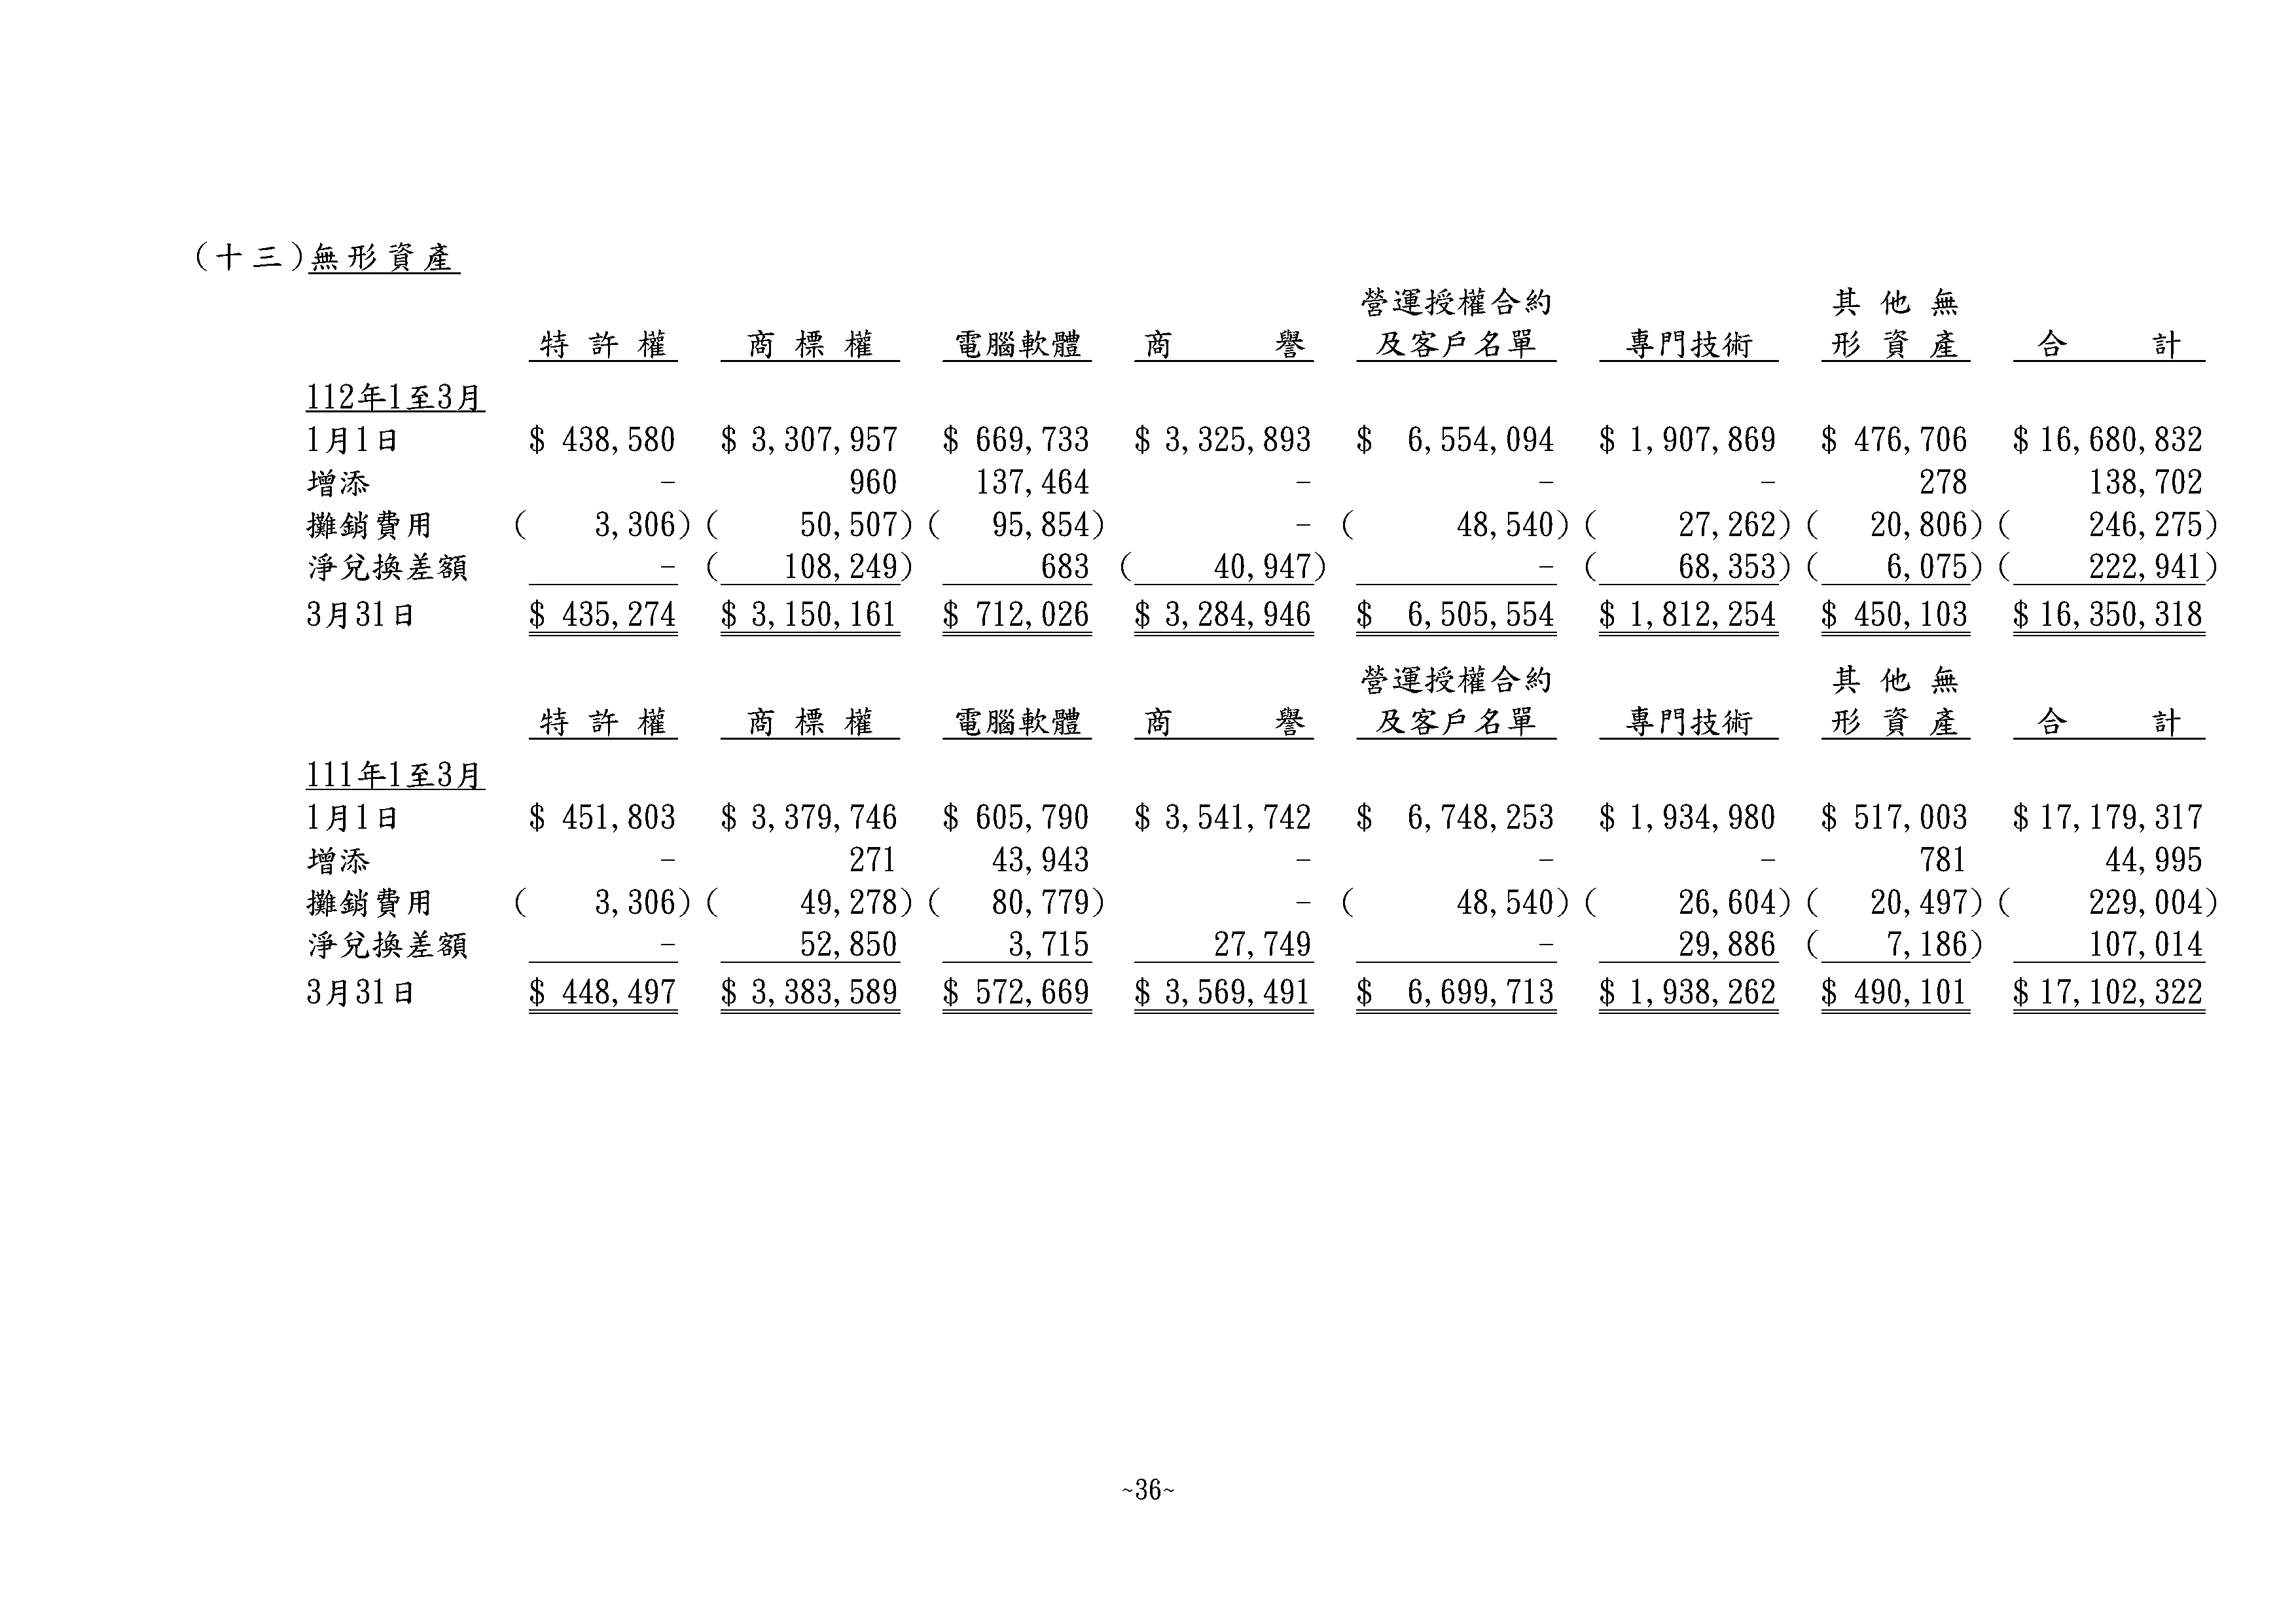 (十三)無形資產
營運授權合約 其他無
特許權 商標權 電腦軟體 商譽 及客戶名單 專門技術 形資產 合計
112年1至3月
1月1日 $ 438,580 $ 3,307,957 $ 669,733 $ 3,325,893 $ 6,554,094 $ 1,907,869 $ 476,706 $ 16,680,832
增添 - 960 137,464 - - - 278 138,702
攤銷費用 ( 3,306) ( 50,507) ( 95,854) - ( 48,540) ( 27,262) ( 20,806) ( 246,275)
淨兌換差額 - ( 108,249) 683 ( 40,947) - ( 68,353) ( 6,075) ( 222,941)
3月31日 $ 435,274 $ 3,150,161 $ 712,026 $ 3,284,946 $ 6,505,554 $ 1,812,254 $ 450,103 $ 16,350,318
營運授權合約 其他無
特許權 商標權 電腦軟體 商譽 及客戶名單 專門技術 形資產 合計
111年1至3月
1月1日 $ 451,803 $ 3,379,746 $ 605,790 $ 3,541,742 $ 6,748,253 $ 1,934,980 $ 517,003 $ 17,179,317
增添 - 271 43,943 - - - 781 44,995
攤銷費用 ( 3,306) ( 49,278) ( 80,779) - ( 48,540) ( 26,604) ( 20,497) ( 229,004)
淨兌換差額 - 52,850 3,715 27,749 - 29,886 ( 7,186) 107,014
3月31日 $ 448,497 $ 3,383,589 $ 572,669 $ 3,569,491 $ 6,699,713 $ 1,938,262 $ 490,101 $ 17,102,322
~36~